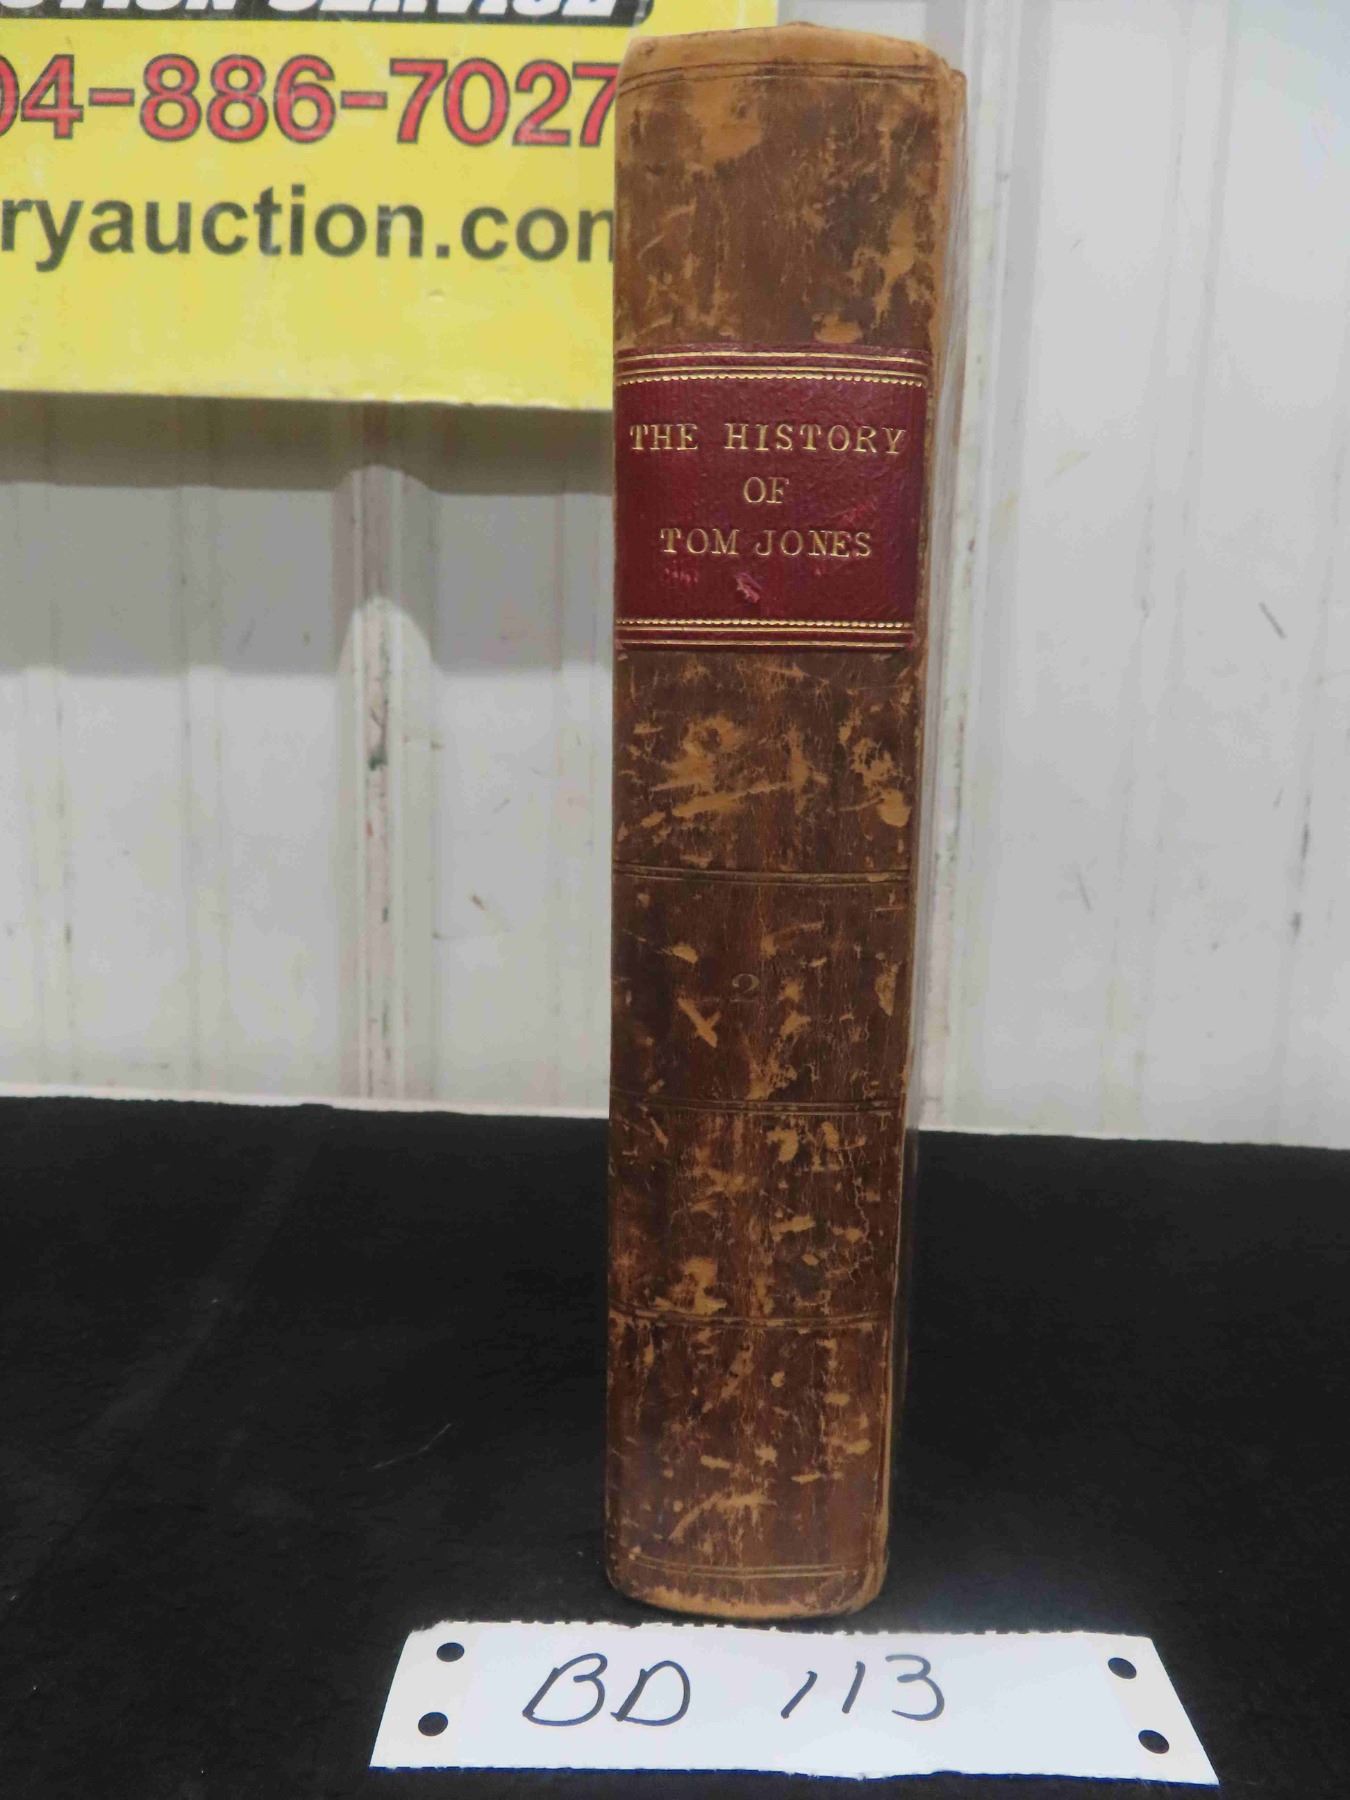 04-886-7027
ryauction.com
THE HISTORY
OF
TOM JONES
2
BD 113